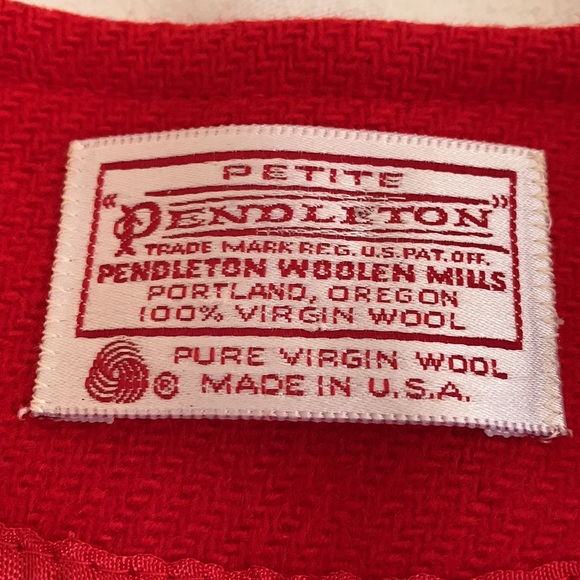 PETITE
"PENDLETON"
TRADE MARK REG. U.S. PAT. OFF.
PENDLETON WOOLEN MILLS
PORTLAND, OREGON
100% VIRGIN WOOL
PURE VIRGIN WOOL
® MADE IN U.S.A.